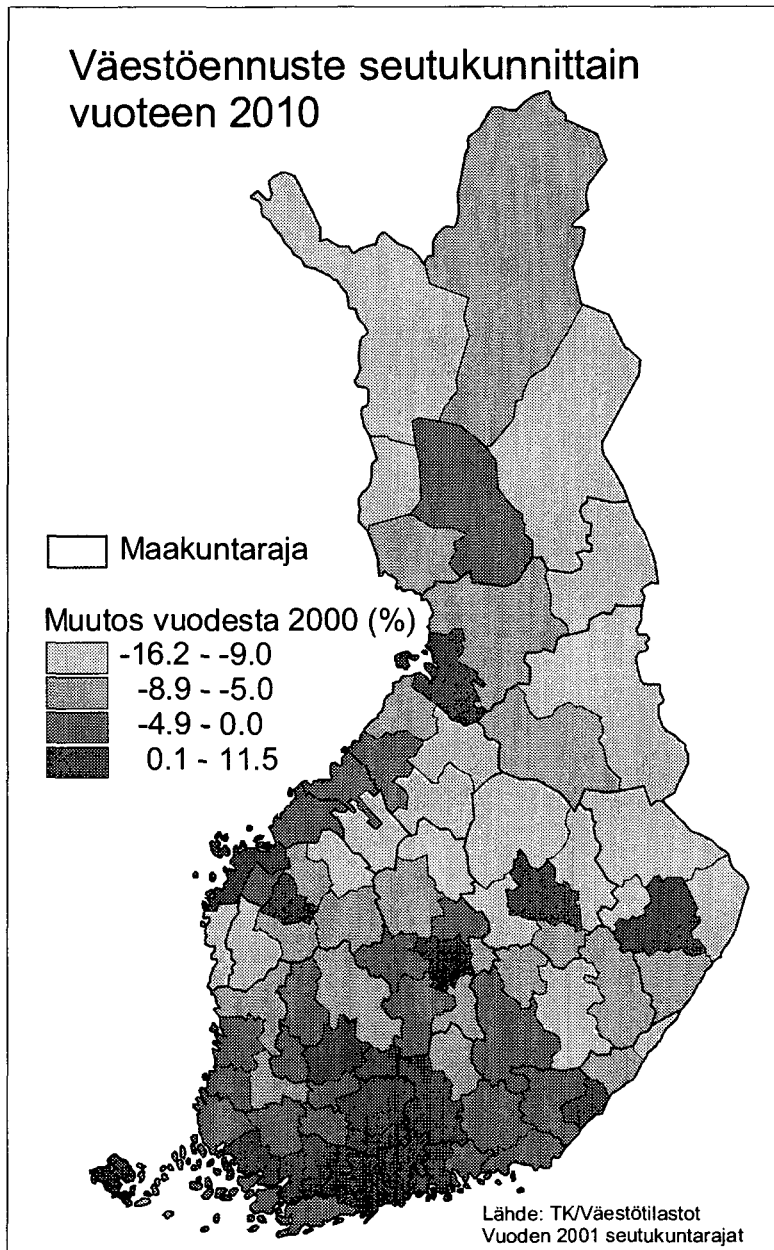 Väestöennuste seutukunnittain
vuoteen 2010
Maakuntaraja
Muutos vuodesta 2000 (%)
-16.2 - -9.0
-8.9 - -5.0
-4.9 - 0.0
0.1 - 11.5
Lähde: TK/Väestötilastot
Vuoden 2001 seutukuntarajat